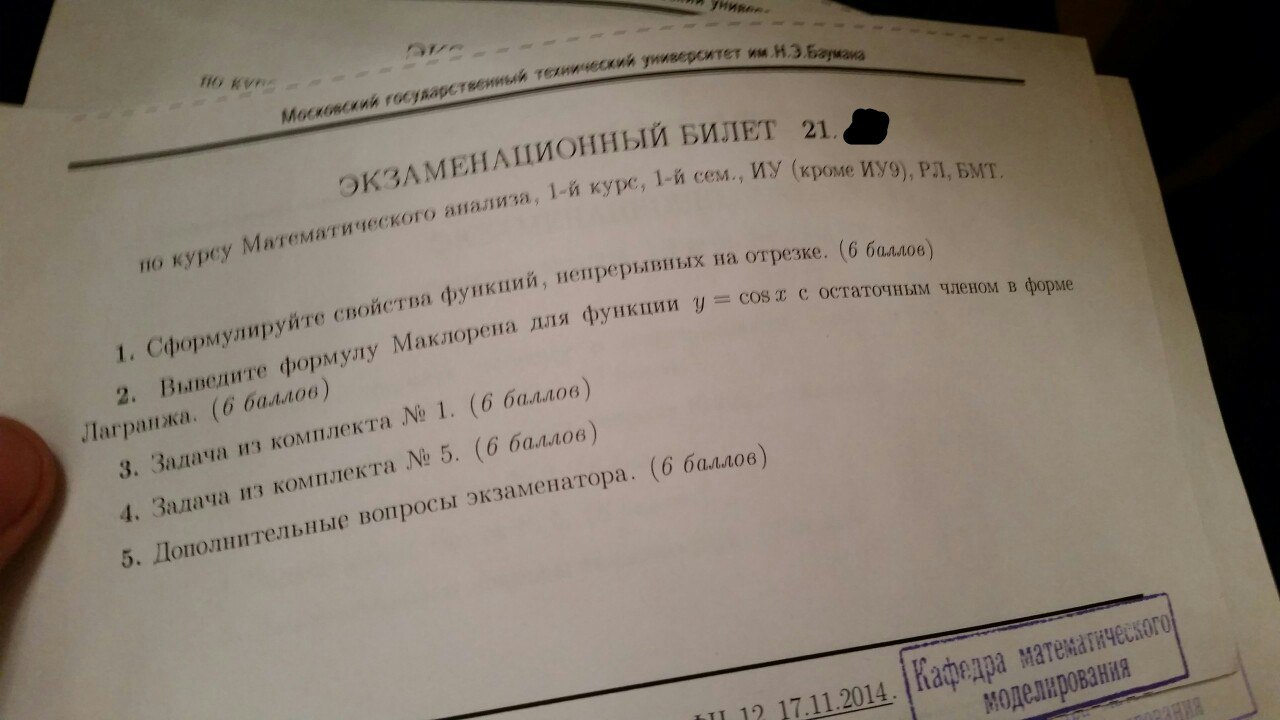 по курс
Московский государственный технический университет им.Н.Э.Баумана
ЭКЗАМЕНАЦИОННЫЙ БИЛЕТ 21.
по курсу Математического анализа, 1-й курс, 1-й сем., ИУ (кроме ИУ9), РЛ, БМТ.
1. Сформулируйте свойства функций, непрерывных на отрезке. (6 баллов)
2. Выведите формулу Маклорена для функции y = cos x с остаточным членом в форме
Лагранжа. (6 баллов)
3. Задача из комплекта № 1. (6 баллов)
4. Задача из комплекта № 5. (6 баллов)
5. Дополнительные вопросы экзаменатора. (6 баллов)
12, 17.11.2014.
Кафедра математического
моделирования